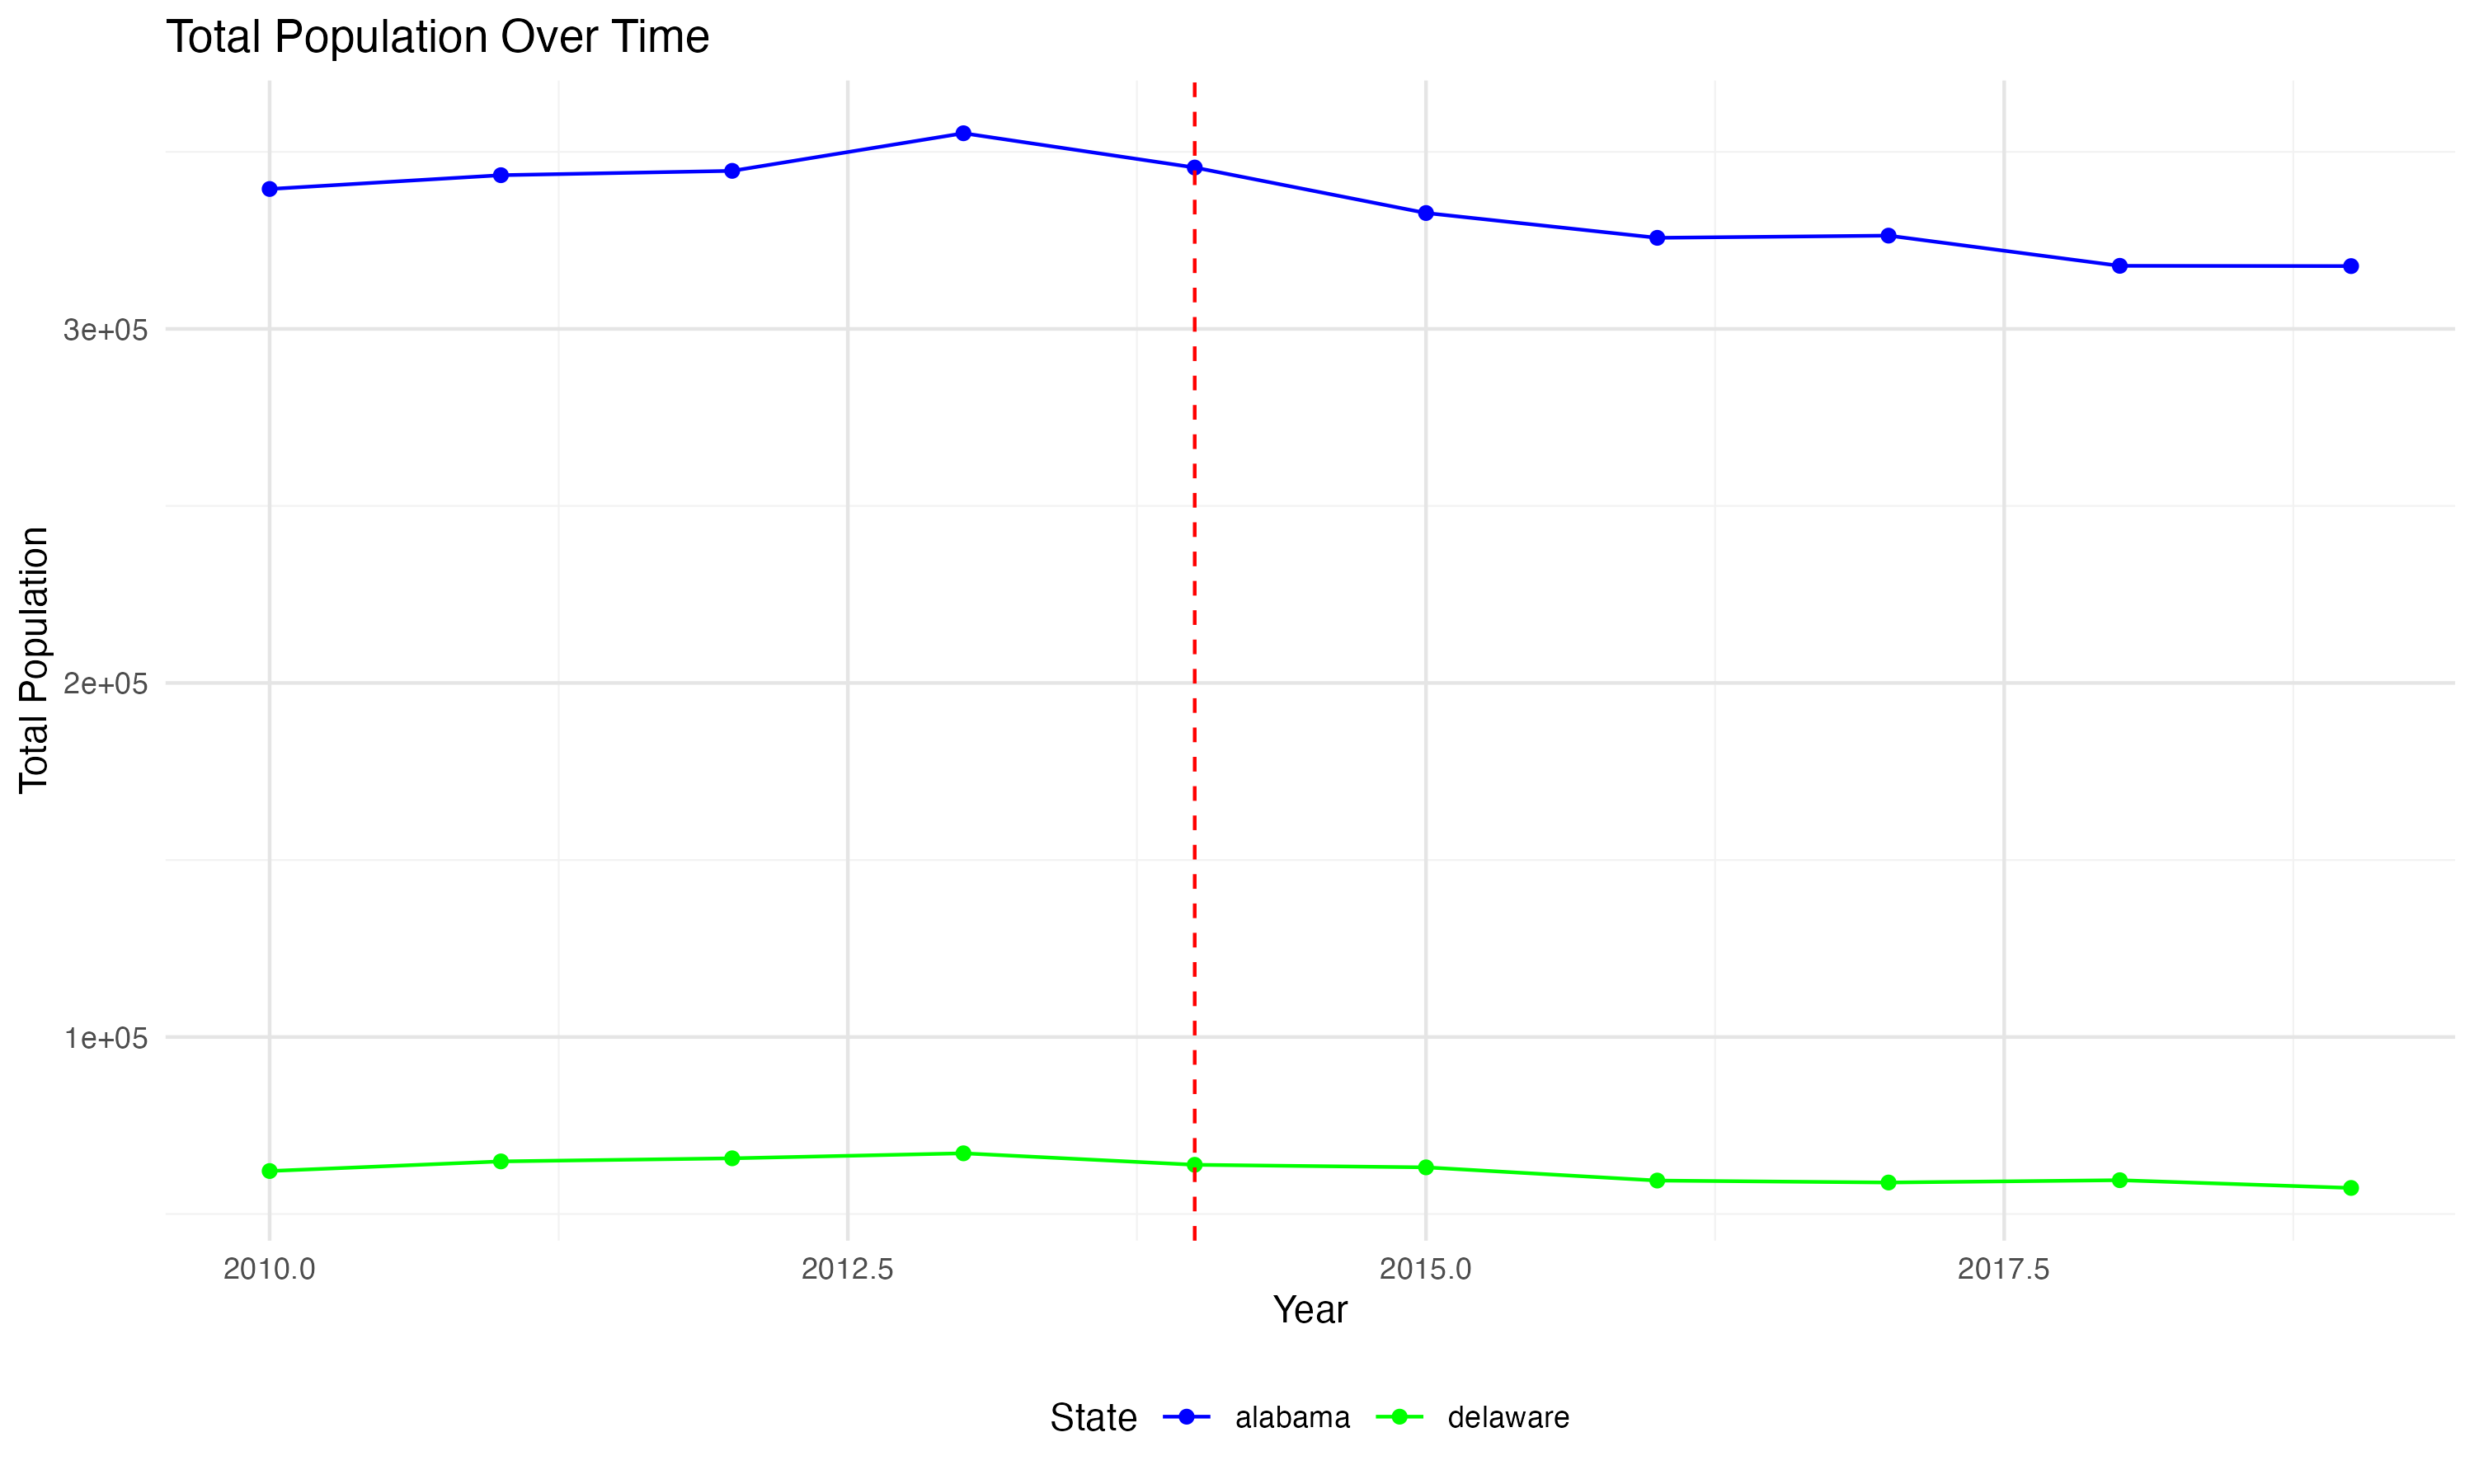 Total Population Over Time
Total Population
3e+05
2e+05
1e+05
2010.0 2012.5 2015.0 2017.5
Year
State alabama delaware